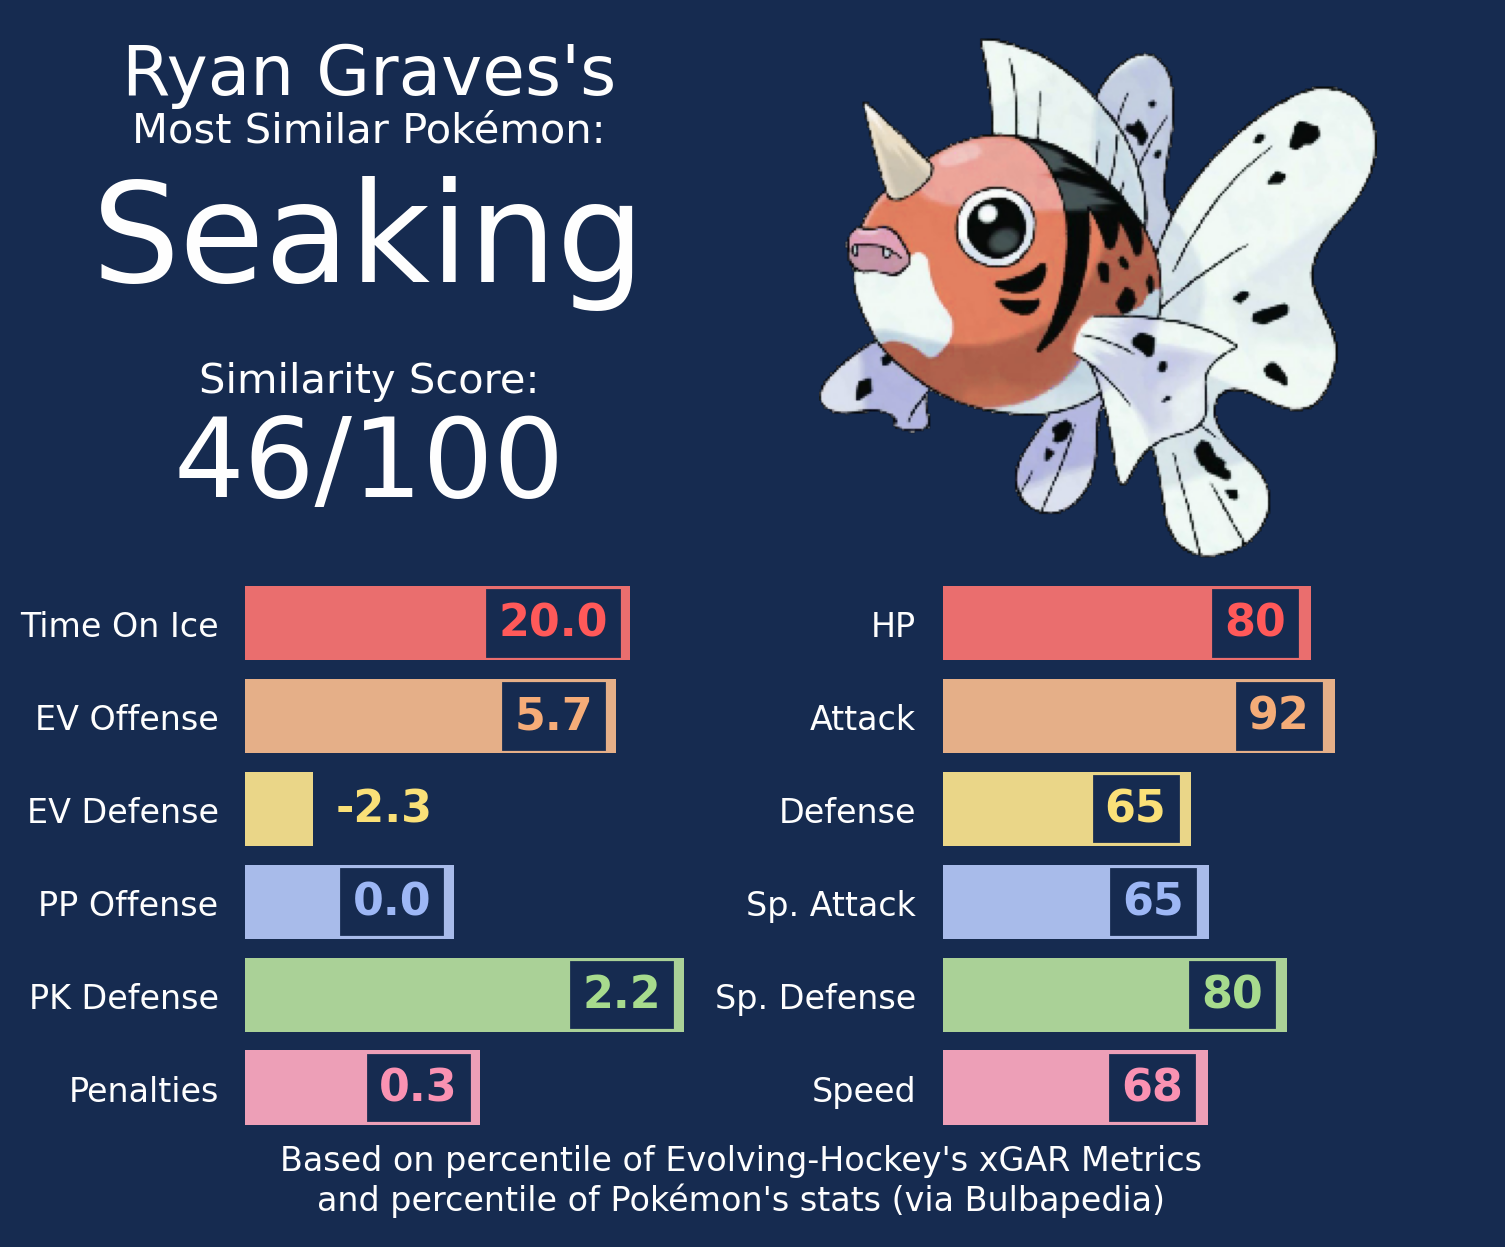 Ryan Graves's
Most Similar Pokémon:
Seaking
Similarity Score:
46/100
Time On Ice 20.0
EV Offense 5.7
EV Defense -2.3
PP Offense 0.0
PK Defense 2.2
Penalties 0.3
HP 80
Attack 92
Defense 65
Sp. Attack 65
Sp. Defense 80
Speed 68
Based on percentile of Evolving-Hockey's xGAR Metrics
and percentile of Pokémon's stats (via Bulbapedia)